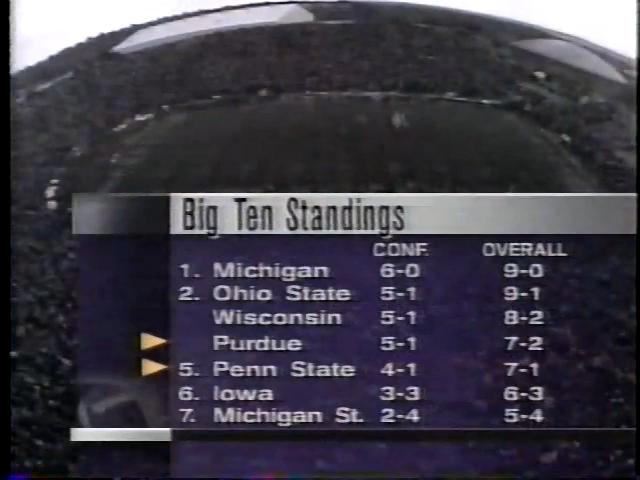 Big Ten Standings
CONF. OVERALL
1. Michigan 6-0 9-0
2. Ohio State 5-1 9-1
Wisconsin 5-1 8-2
Purdue 5-1 7-2
5. Penn State 4-1 7-1
6. Iowa 3-3 6-3
7. Michigan St. 2-4 5-4